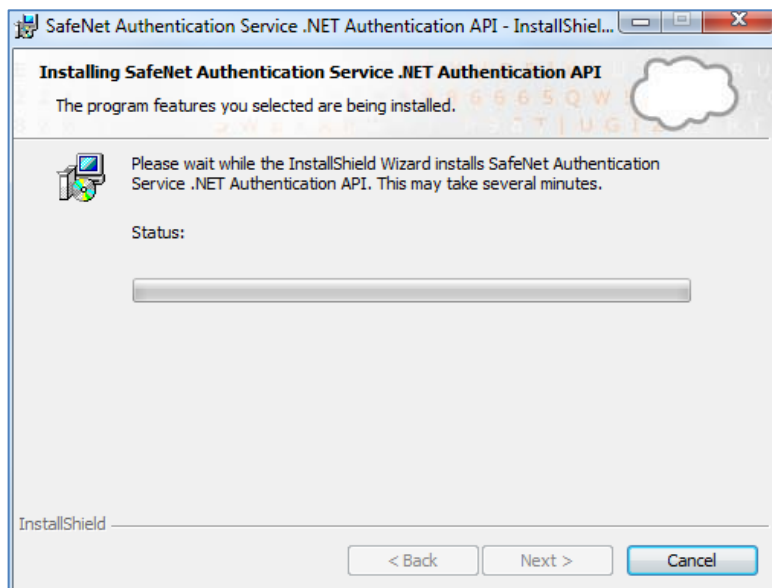 SafeNet Authentication Service .NET Authentication API - InstallShiel...
Installing SafeNet Authentication Service .NET Authentication API
The program features you selected are being installed.
Please wait while the InstallShield Wizard installs SafeNet Authentication
Service .NET Authentication API. This may take several minutes.
Status:
InstallShield
< Back
Next >
Cancel